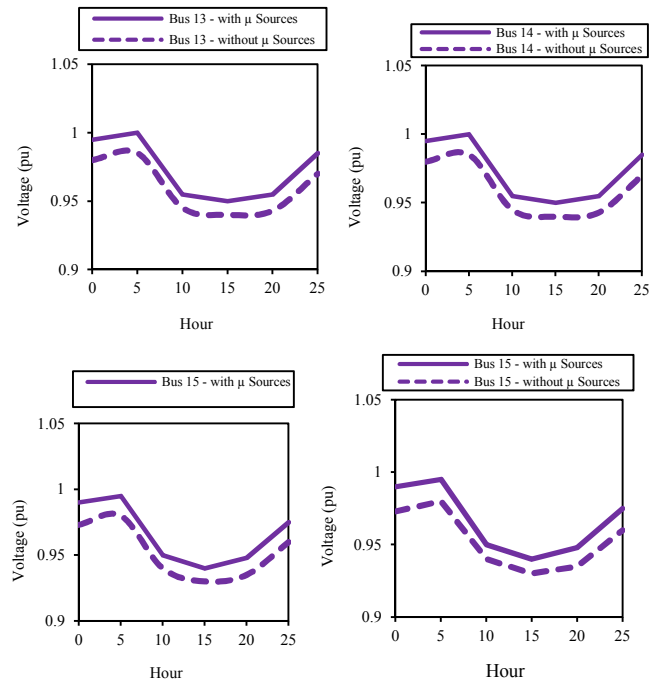 Bus 13 - with µ Sources
Bus 13 - without µ Sources
1.05
1
0.95
0.9
Voltage (pu)
0 5 10 15 20 25
Hour
Bus 14 - with µ Sources
Bus 14 - without µ Sources
1.05
1
0.95
0.9
Voltage (pu)
0 5 10 15 20 25
Hour
Bus 15 - with µ Sources
1.05
1
0.95
0.9
Voltage (pu)
0 5 10 15 20 25
Hour
Bus 15 - with µ Sources
Bus 15 - without µ Sources
1.05
1
0.95
0.9
Voltage (pu)
0 5 10 15 20 25
Hour